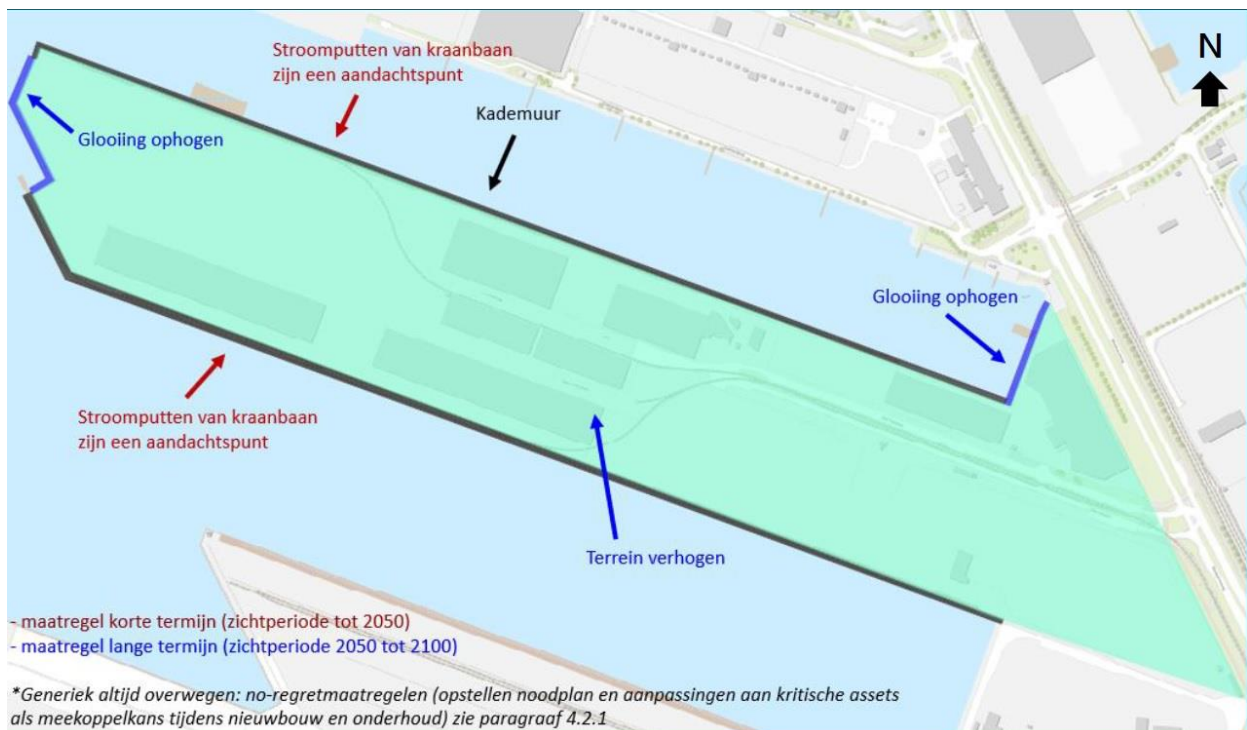 Stroomputten van kraanbaan
zijn een aandachtspunt
N
Kademuur
Glooiing ophogen
Glooiing ophogen
Stroomputten van kraanbaan
zijn een aandachtspunt
Terrein verhogen
- maatregel korte termijn (zichtperiode tot 2050)
- maatregel lange termijn (zichtperiode 2050 tot 2100)
*Generiek altijd overwegen: no-regretmaatregelen (opstellen noodplan en aanpassingen aan kritische assets
als meekoppelkans tijdens nieuwbouw en onderhoud) zie paragraaf 4.2.1